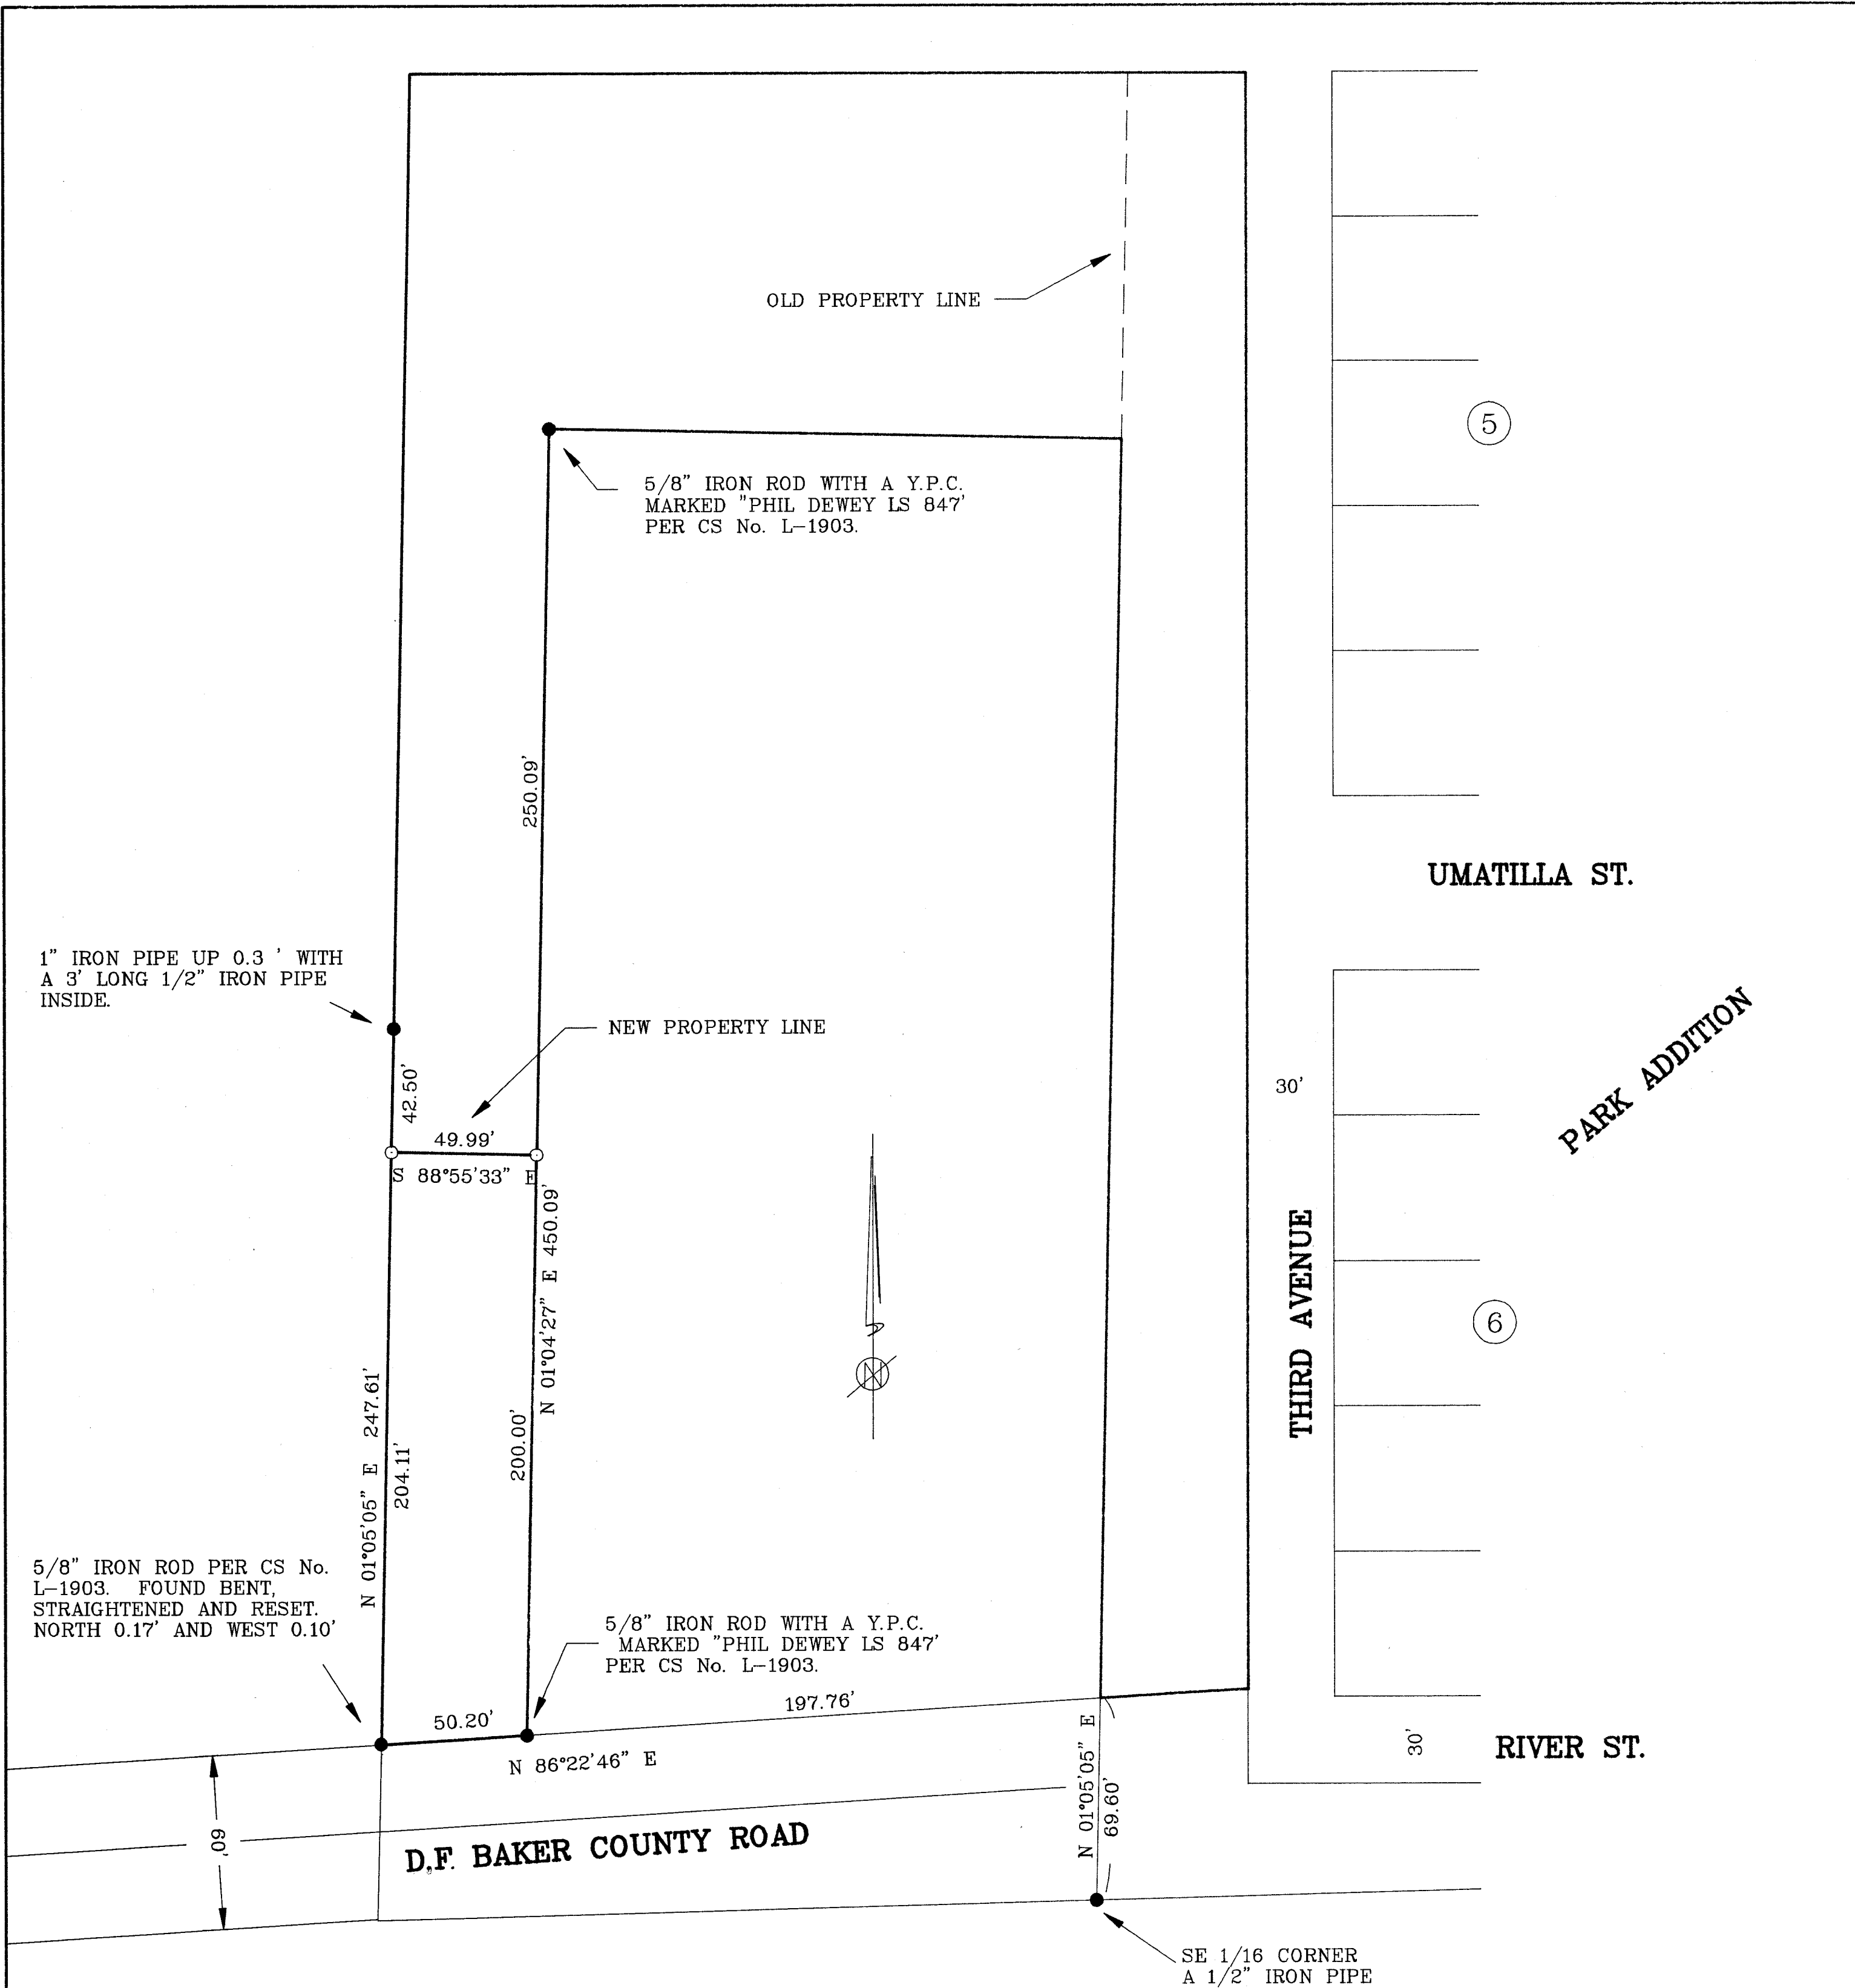 OLD PROPERTY LINE
5
5/8" IRON ROD WITH A Y.P.C.
MARKED "PHIL DEWEY LS 847'
PER CS No. L-1903.
250.09'
UMATILLA ST.
1" IRON PIPE UP 0.3 ' WITH
A 3' LONG 1/2" IRON PIPE
INSIDE.
NEW PROPERTY LINE
PARK ADDITION
42.50'
30'
49.99'
S 88°55'33" E
N 01°04'27" E 450.09'
THIRD AVENUE
6
N
N 01°05'05" E 247.61'
204.11'
200.00'
5/8" IRON ROD PER CS No.
L-1903. FOUND BENT,
STRAIGHTENED AND RESET.
NORTH 0.17' AND WEST 0.10'
5/8" IRON ROD WITH A Y.P.C.
MARKED "PHIL DEWEY LS 847'
PER CS No. L-1903.
197.76'
50.20'
N 86°22'46" E
N 01°05'05" E
69.60'
30'
RIVER ST.
60'
D.F. BAKER COUNTY ROAD
SE 1/16 CORNER
A 1/2" IRON PIPE